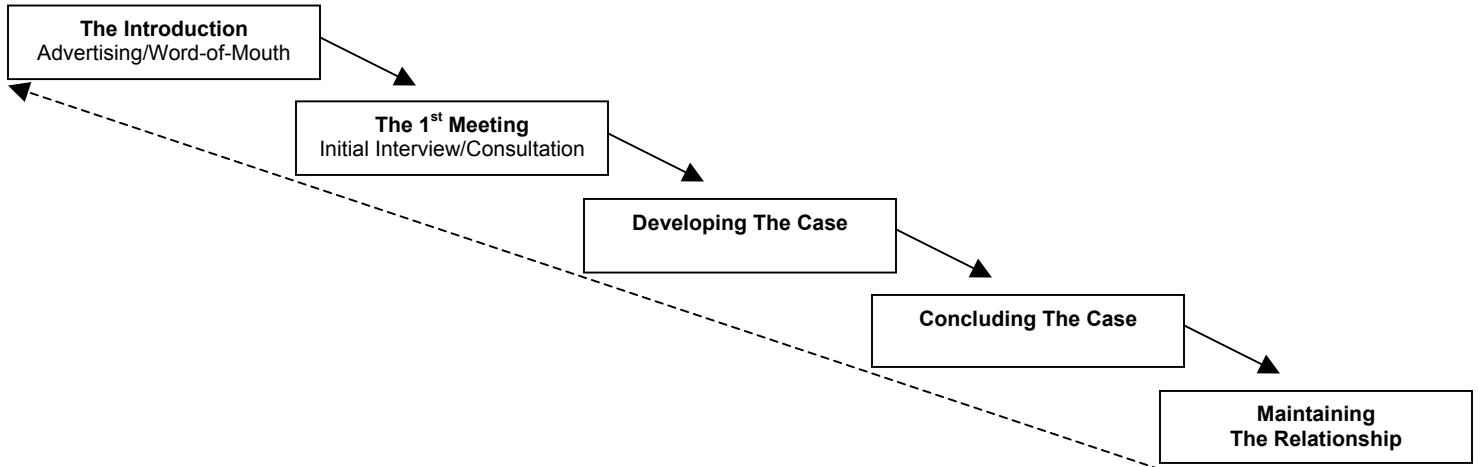 The Introduction
Advertising/Word-of-Mouth
The 1st Meeting
Initial Interview/Consultation
Developing The Case
Concluding The Case
Maintaining
The Relationship